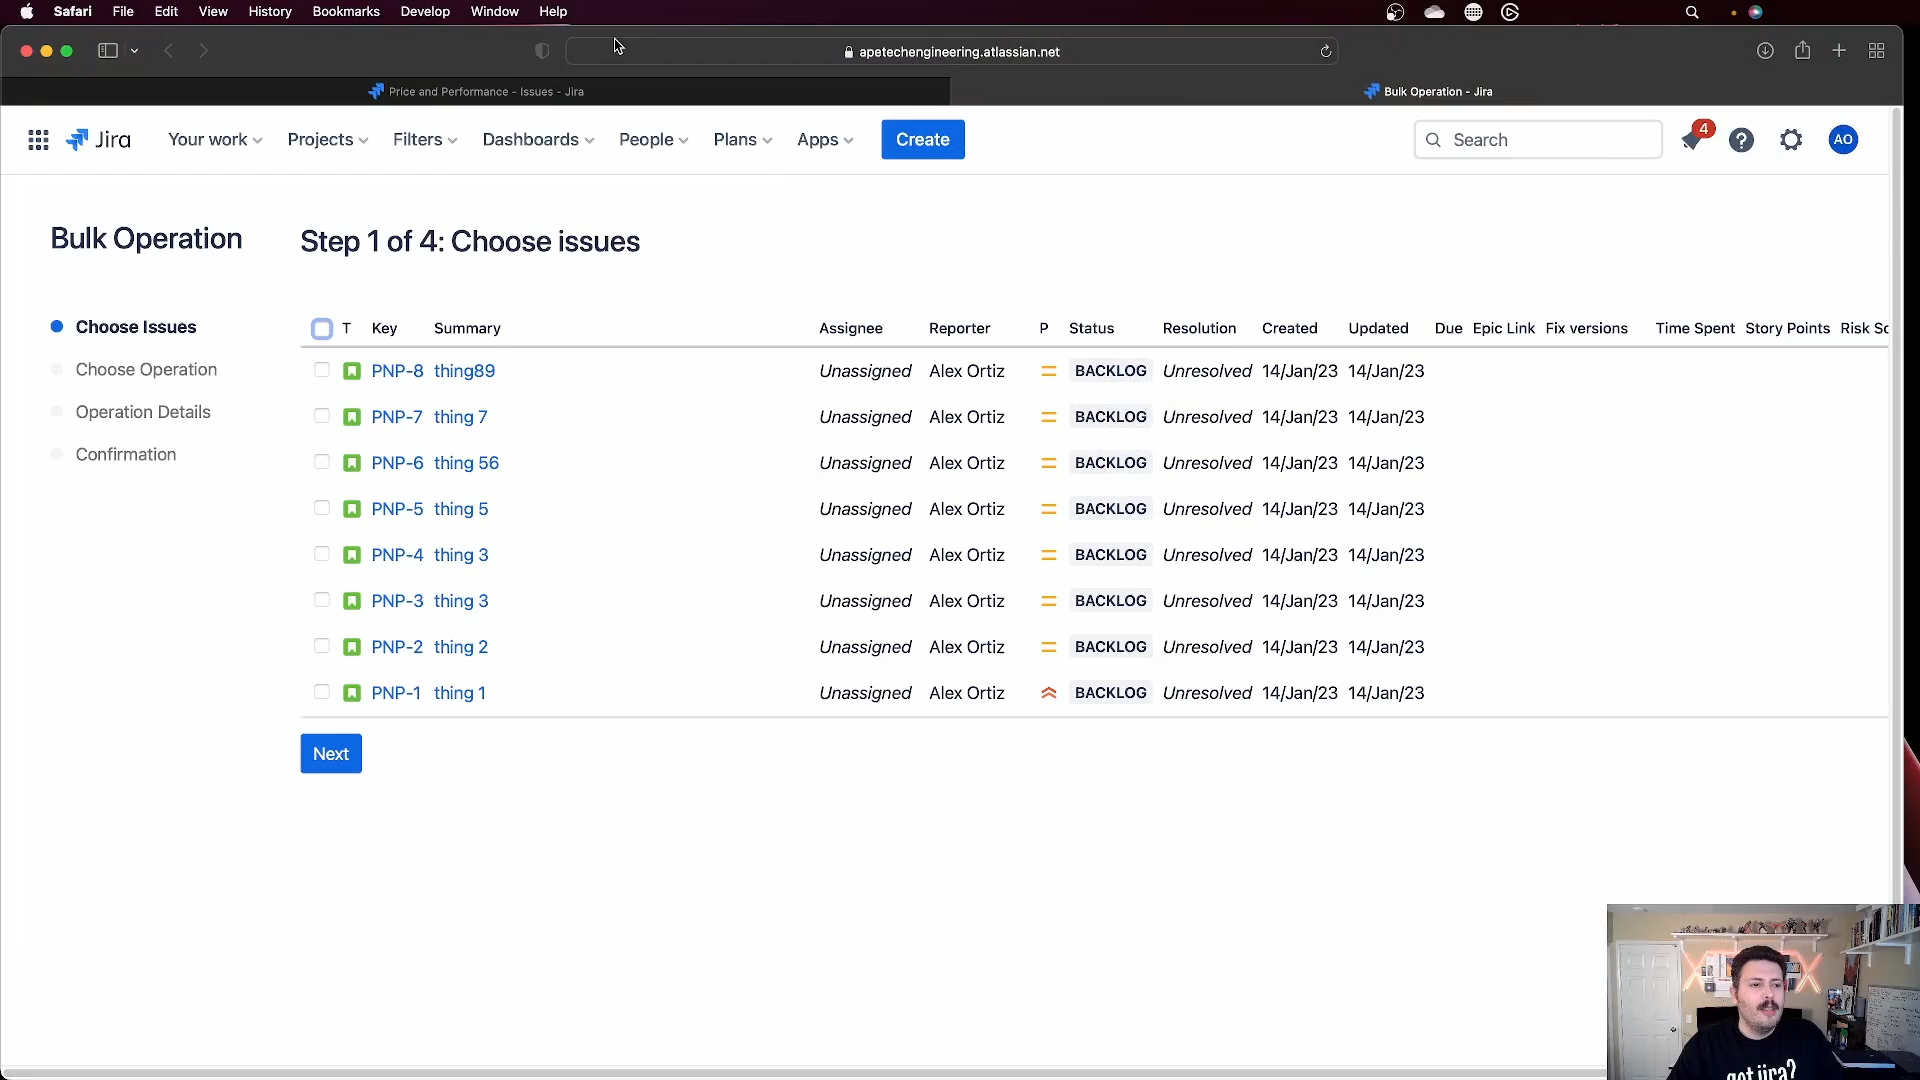 Safari File Edit View History Bookmarks Develop Window Help
apetechengineering.atlassian.net
Price and Performance - Issues - Jira
Bulk Operation - Jira
Jira Your work Projects Filters Dashboards People Plans Apps Create Search 4 AO
Bulk Operation
Step 1 of 4: Choose issues
Choose Issues
Choose Operation
Operation Details
Confirmation
T Key Summary Assignee Reporter P Status Resolution Created Updated Due Epic Link Fix versions Time Spent Story Points Risk Sc
PNP-8 thing89 Unassigned Alex Ortiz BACKLOG Unresolved 14/Jan/23 14/Jan/23
PNP-7 thing 7 Unassigned Alex Ortiz BACKLOG Unresolved 14/Jan/23 14/Jan/23
PNP-6 thing 56 Unassigned Alex Ortiz BACKLOG Unresolved 14/Jan/23 14/Jan/23
PNP-5 thing 5 Unassigned Alex Ortiz BACKLOG Unresolved 14/Jan/23 14/Jan/23
PNP-4 thing 3 Unassigned Alex Ortiz BACKLOG Unresolved 14/Jan/23 14/Jan/23
PNP-3 thing 3 Unassigned Alex Ortiz BACKLOG Unresolved 14/Jan/23 14/Jan/23
PNP-2 thing 2 Unassigned Alex Ortiz BACKLOG Unresolved 14/Jan/23 14/Jan/23
PNP-1 thing 1 Unassigned Alex Ortiz BACKLOG Unresolved 14/Jan/23 14/Jan/23
Next
got jira?